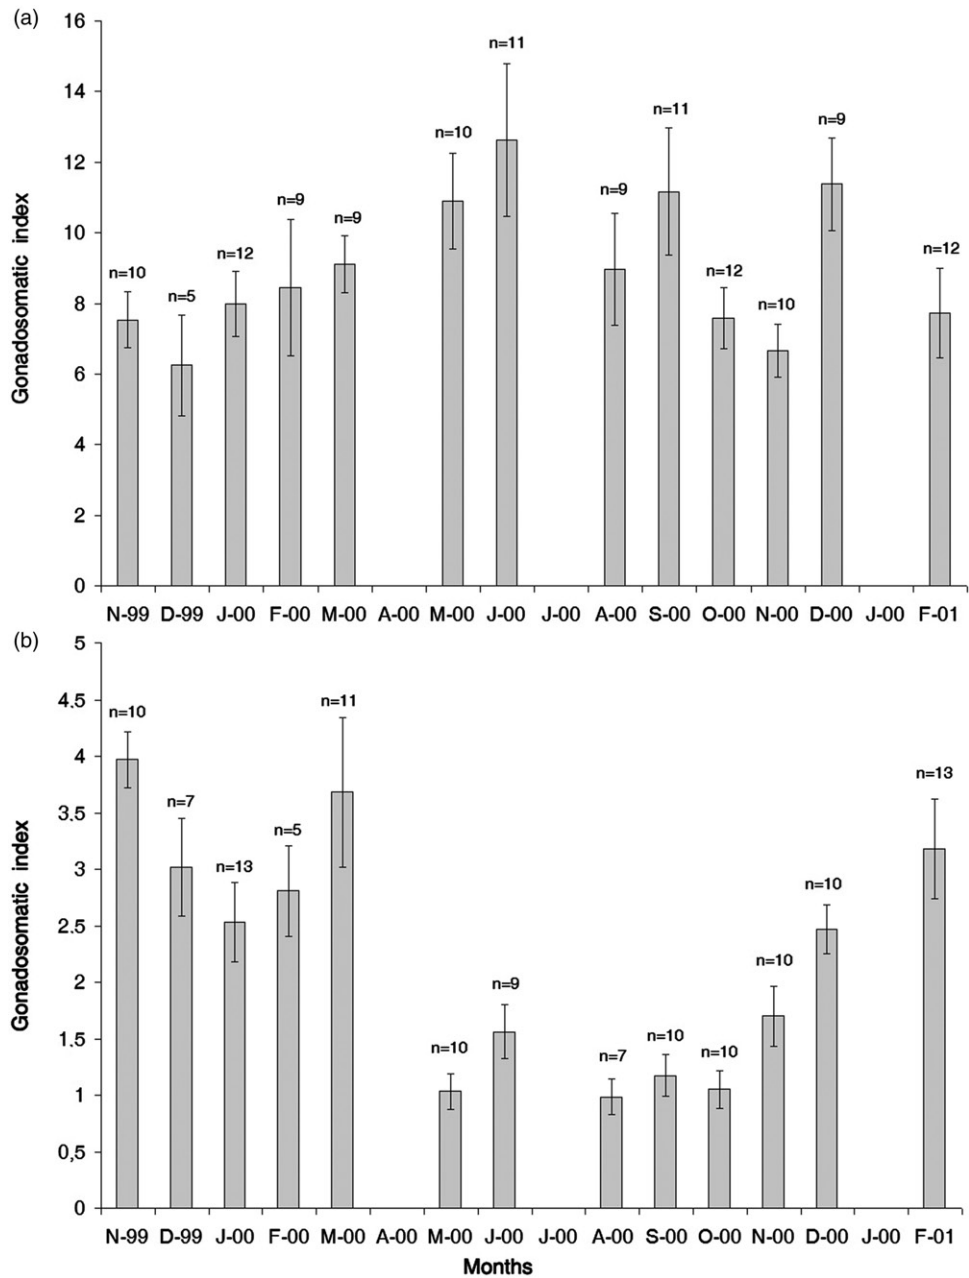 (a)
16
14
12
10
8
6
4
2
0
Gonadosomatic index
n=10
n=5
n=12
n=9
n=9
n=10
n=11
n=9
n=11
n=12
n=10
n=9
n=12
N-99 D-99 J-00 F-00 M-00 A-00 M-00 J-00 J-00 A-00 S-00 O-00 N-00 D-00 J-00 F-01
(b)
5
4.5
4
3.5
3
2.5
2
1.5
1
0,5
0
Gonadosomatic index
n=10
n=7
n=13
n=5
n=11
n=10
n=9
n=7
n=10
n=10
n=10
n=10
n=13
N-99 D-99 J-00 F-00 M-00 A-00 M-00 J-00 J-00 A-00 S-00 O-00 N-00 D-00 J-00 F-01
Months